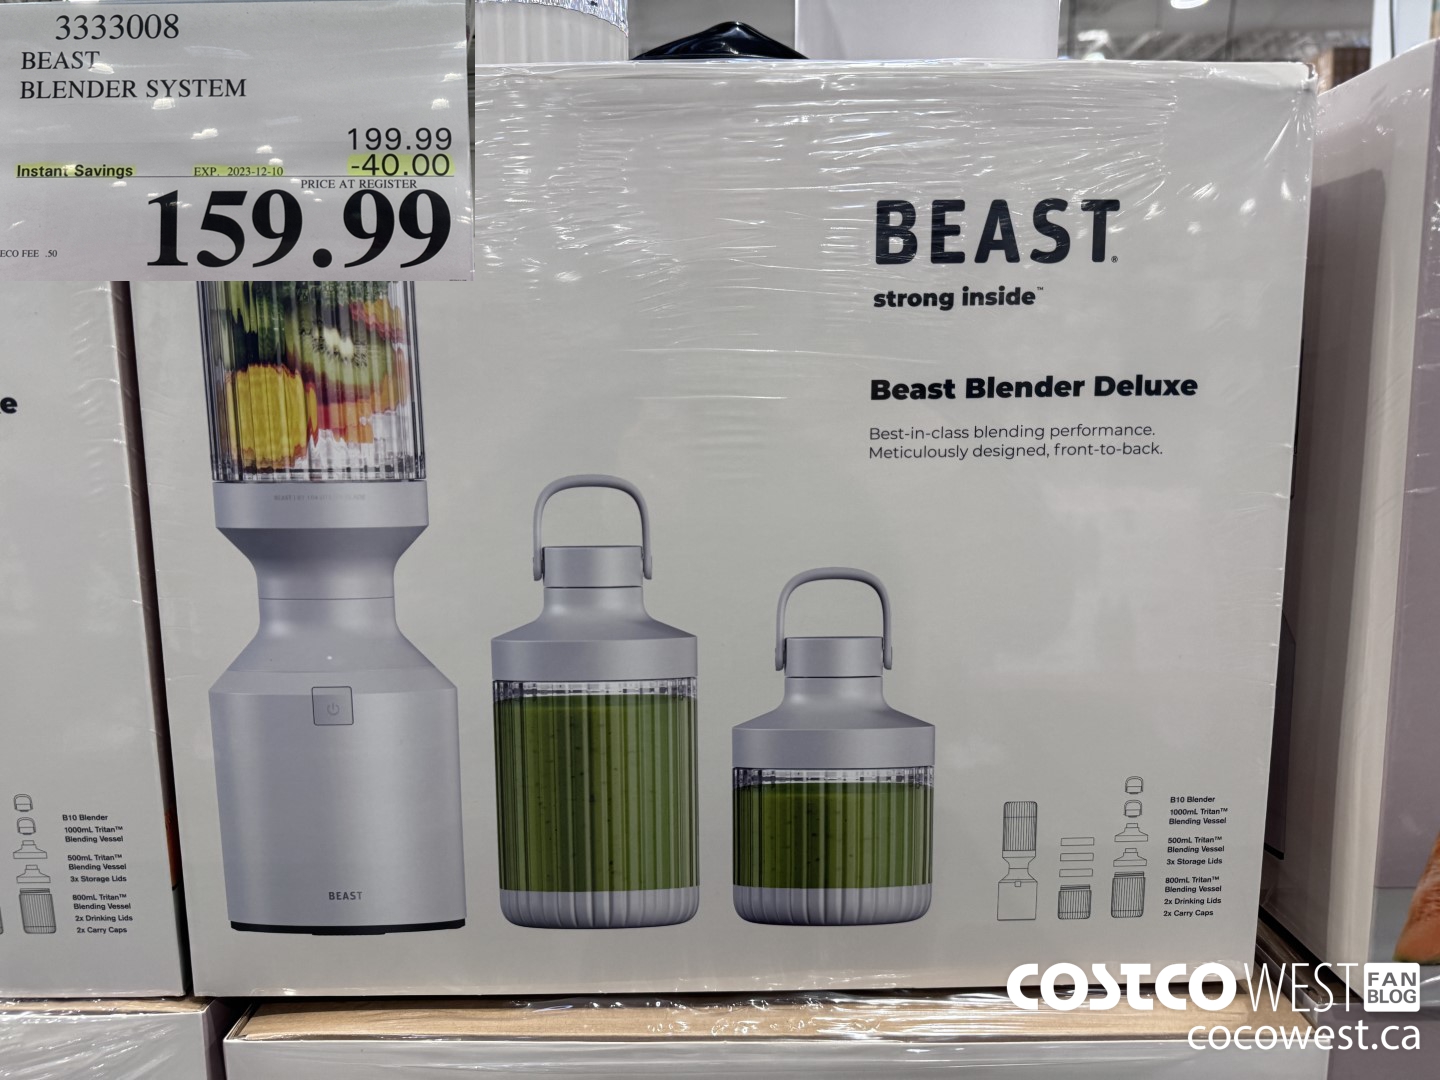 3333008
BEAST
BLENDER SYSTEM
199.99
Instant Savings EXP. 2023-12-10 -40.00
PRICE AT REGISTER
159.99
ECO FEE .50
BEAST®
strong inside™
Beast Blender Deluxe
Best-in-class blending performance.
Meticulously designed, front-to-back.
BEAST
B10 Blender
1000mL Tritan™
Blending Vessel
500mL Tritan™
Blending Vessel
3x Storage Lids
800mL Tritan™
Blending Vessel
2x Drinking Lids
2x Carry Caps
e
B10 Blender
1000mL Tritan™
Blending Vessel
500mL Tritan™
Blending Vessel
3x Storage Lids
800mL Tritan™
Blending Vessel
2x Drinking Lids
2x Carry Caps
COSTCO WEST FAN BLOG
cocowest.ca